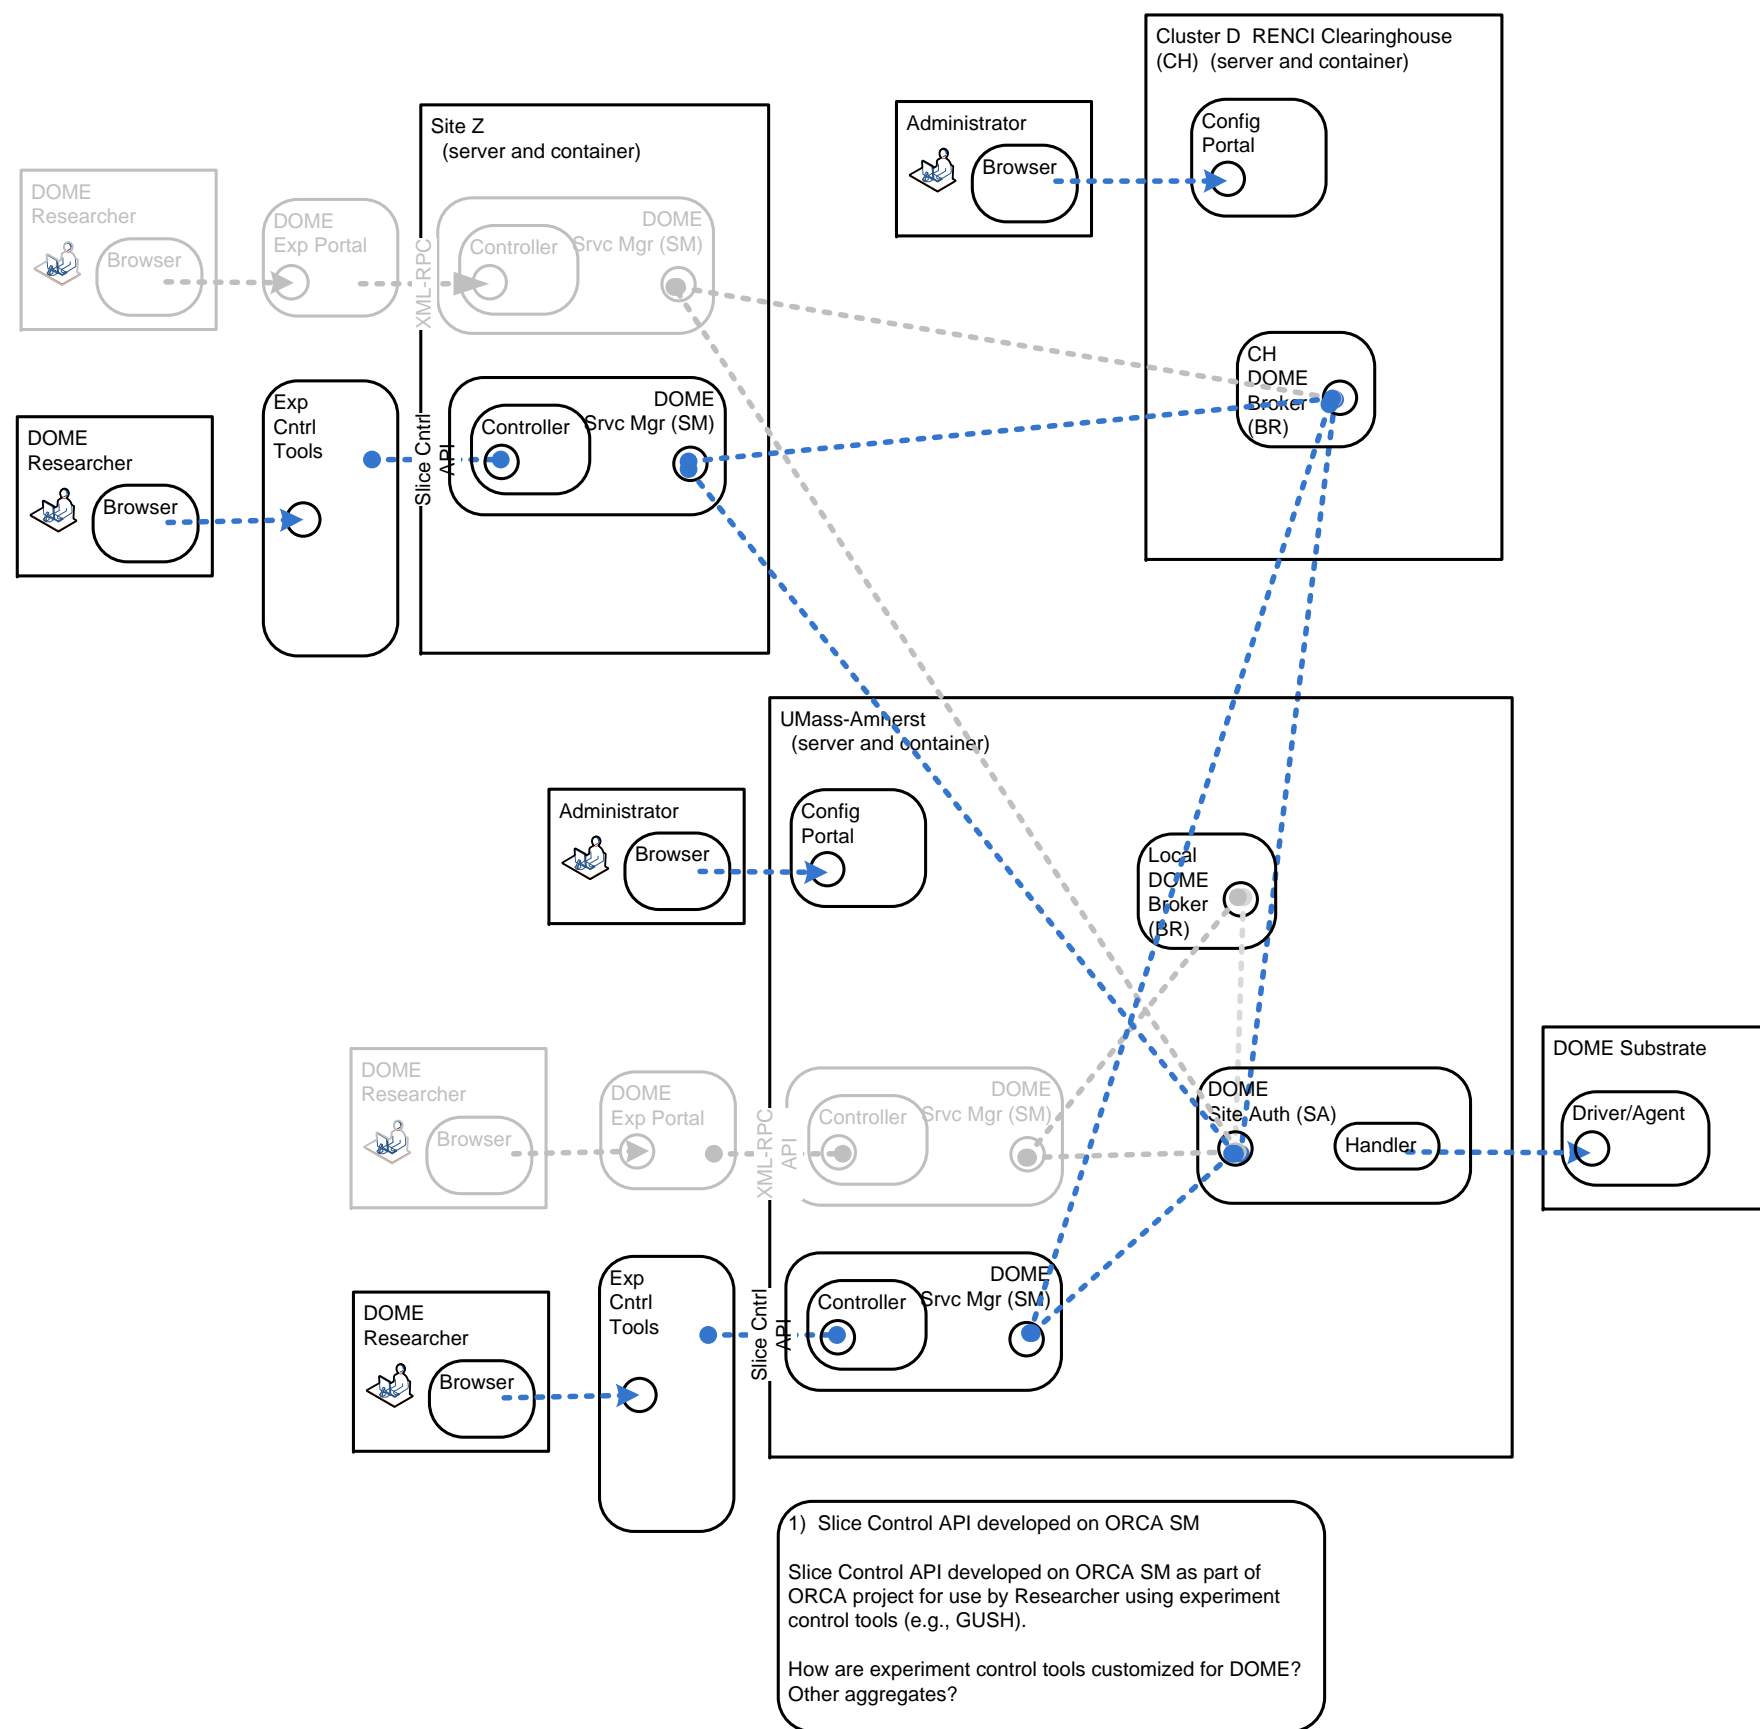 Cluster D  RENCI Clearinghouse
(CH)  (server and container)
Config
Portal
Administrator
Browser
CH
DOME
Broker
(BR)
Site Z
(server and container)
DOME
Researcher
Browser
DOME
Exp Portal
XML-RPC
Controller
DOME
Srvc Mgr (SM)
DOME
Researcher
Browser
Exp
Cntrl
Tools
Slice Cntrl
API
Controller
DOME
Srvc Mgr (SM)
UMass-Amherst
(server and container)
Administrator
Browser
Config
Portal
Local
DOME
Broker
(BR)
DOME
Researcher
Browser
DOME
Exp Portal
XML-RPC
API
Controller
DOME
Srvc Mgr (SM)
DOME
Site Auth (SA)
Handler
DOME Substrate
Driver/Agent
DOME
Researcher
Browser
Exp
Cntrl
Tools
Slice Cntrl
API
Controller
DOME
Srvc Mgr (SM)
1)  Slice Control API developed on ORCA SM
Slice Control API developed on ORCA SM as part of
ORCA project for use by Researcher using experiment
control tools (e.g., GUSH).
How are experiment control tools customized for DOME?
Other aggregates?